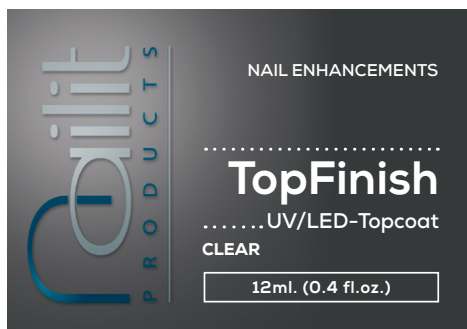 nailit
PRODUCTS
NAIL ENHANCEMENTS
TopFinish
.......UV/LED-Topcoat
CLEAR
12ml. (0.4 fl.oz.)